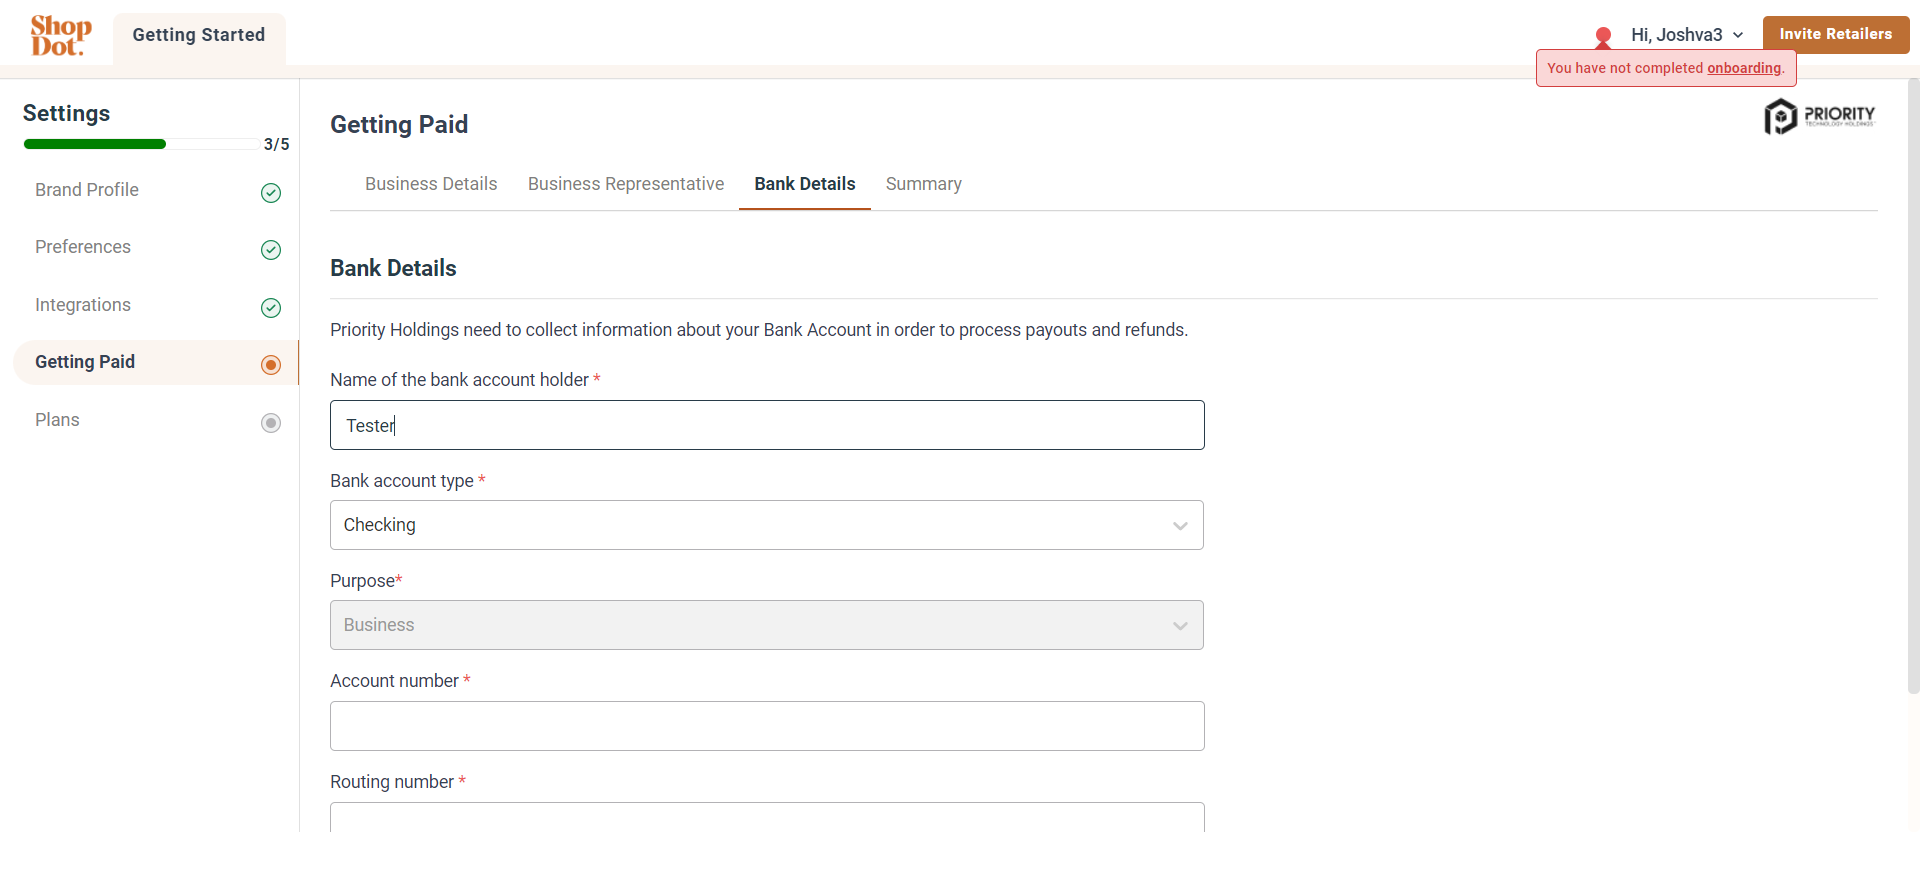 Shop
Dot.
Getting Started
Hi, Joshva3
Invite Retailers
You have not completed onboarding.
Settings
3/5
Brand Profile
Preferences
Integrations
Getting Paid
Plans
Getting Paid
PRIORITY
TECHNOLOGY HOLDINGS
Business Details
Business Representative
Bank Details
Summary
Bank Details
Priority Holdings need to collect information about your Bank Account in order to process payouts and refunds.
Name of the bank account holder *
Tester
Bank account type *
Checking
Purpose*
Business
Account number *
Routing number *